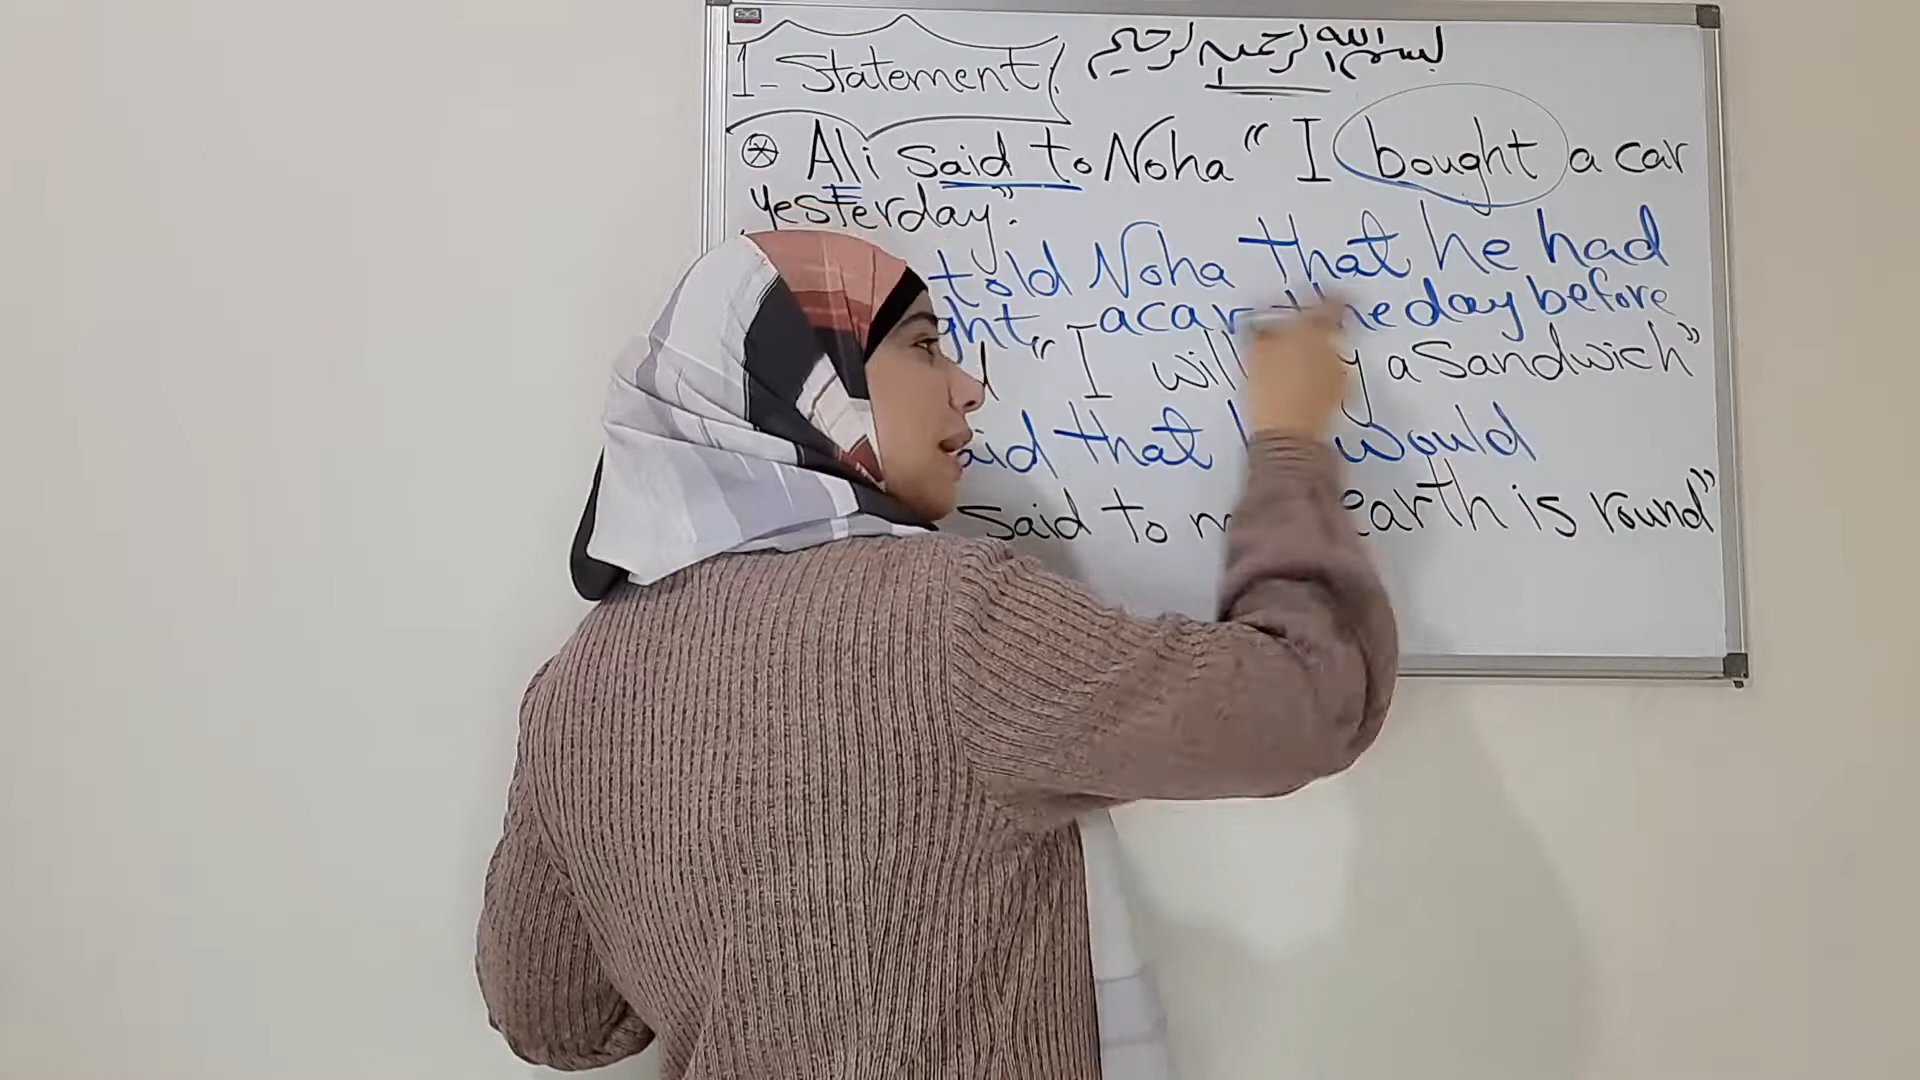 بسم الله الرحمن الرحيم
1- Statement:
Ali said to Noha “I bought a car
yesterday”.
told Noha that he had
a car the day before
“I will a sandwich”
that would
said to earth is round”